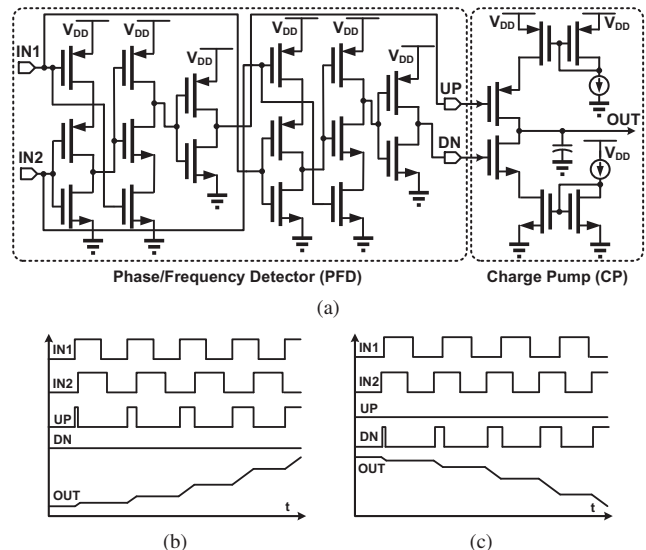 V_DD V_DD V_DD V_DD V_DD V_DD V_DD V_DD
IN1
IN2
UP
DN
OUT
V_DD
Phase/Frequency Detector (PFD)
Charge Pump (CP)
(a)
IN1
IN2
UP
DN
OUT
t
(b)
IN1
IN2
UP
DN
OUT
t
(c)